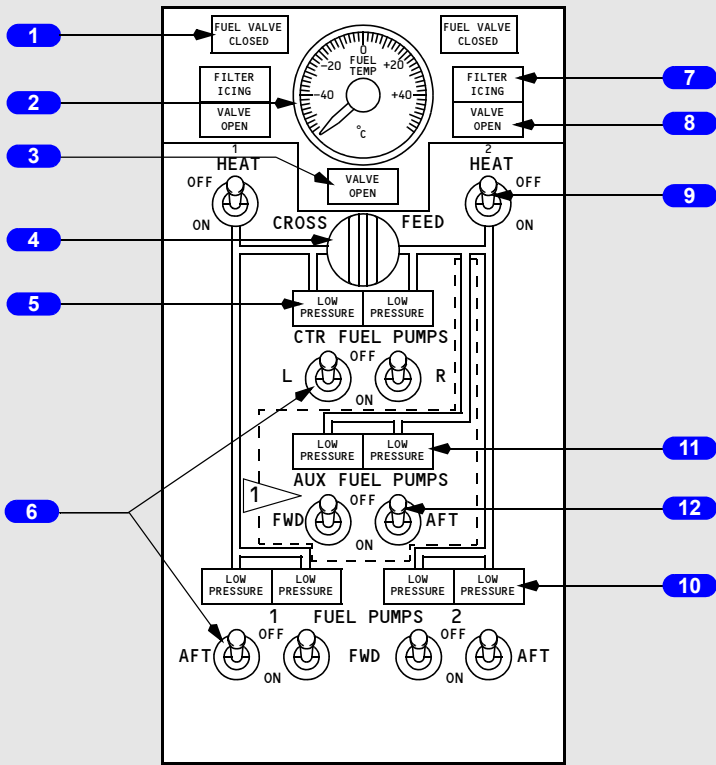 1
FUEL VALVE
CLOSED
FUEL VALVE
CLOSED
0
-20
FUEL
TEMP
+20
-40
+40
°C
2
FILTER
ICING
VALVE
OPEN
FILTER
ICING
7
VALVE
OPEN
8
3
VALVE
OPEN
1
HEAT
OFF
ON
2
HEAT
OFF
ON
9
4
CROSS
FEED
5
LOW
PRESSURE
LOW
PRESSURE
CTR FUEL PUMPS
OFF
L
R
ON
LOW
PRESSURE
LOW
PRESSURE
11
AUX FUEL PUMPS
1
OFF
FWD
AFT
ON
12
6
LOW
PRESSURE
LOW
PRESSURE
LOW
PRESSURE
LOW
PRESSURE
10
1 FUEL PUMPS 2
OFF
OFF
AFT
FWD
AFT
ON
ON